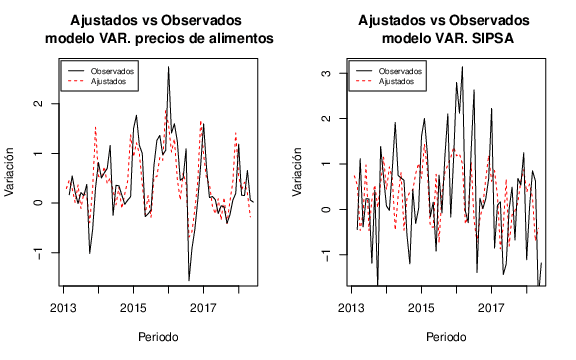 Ajustados vs Observados
modelo VAR. precios de alimentos
Observados
Ajustados
Variación
2
1
0
−1
2013
2015
2017
Periodo
Ajustados vs Observados
modelo VAR. SIPSA
Observados
Ajustados
Variación
3
2
1
0
−1
2013
2015
2017
Periodo